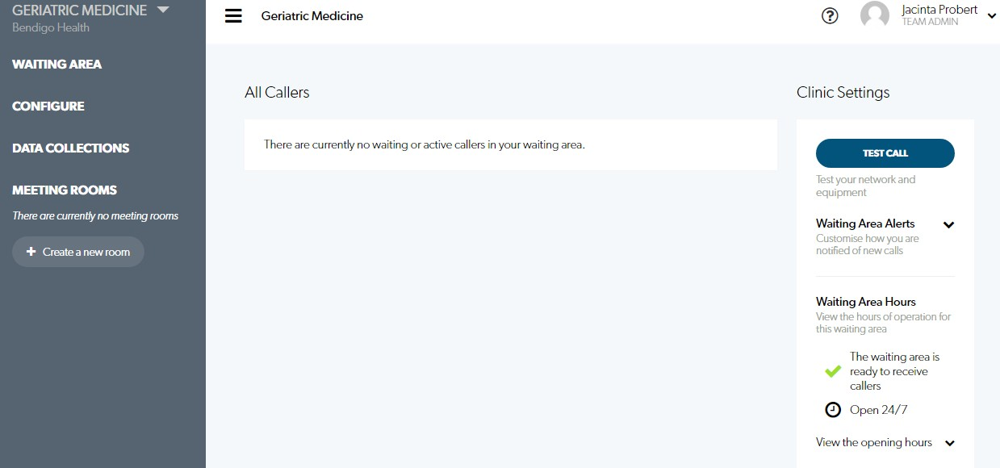 GERIATRIC MEDICINE
Bendigo Health
WAITING AREA
CONFIGURE
DATA COLLECTIONS
MEETING ROOMS
There are currently no meeting rooms
+ Create a new room
Geriatric Medicine
?
Jacinta Probert
TEAM ADMIN
All Callers
There are currently no waiting or active callers in your waiting area.
Clinic Settings
TEST CALL
Test your network and
equipment
Waiting Area Alerts
Customise how you are
notified of new calls
Waiting Area Hours
View the hours of operation for
this waiting area
The waiting area is
ready to receive
callers
Open 24/7
View the opening hours